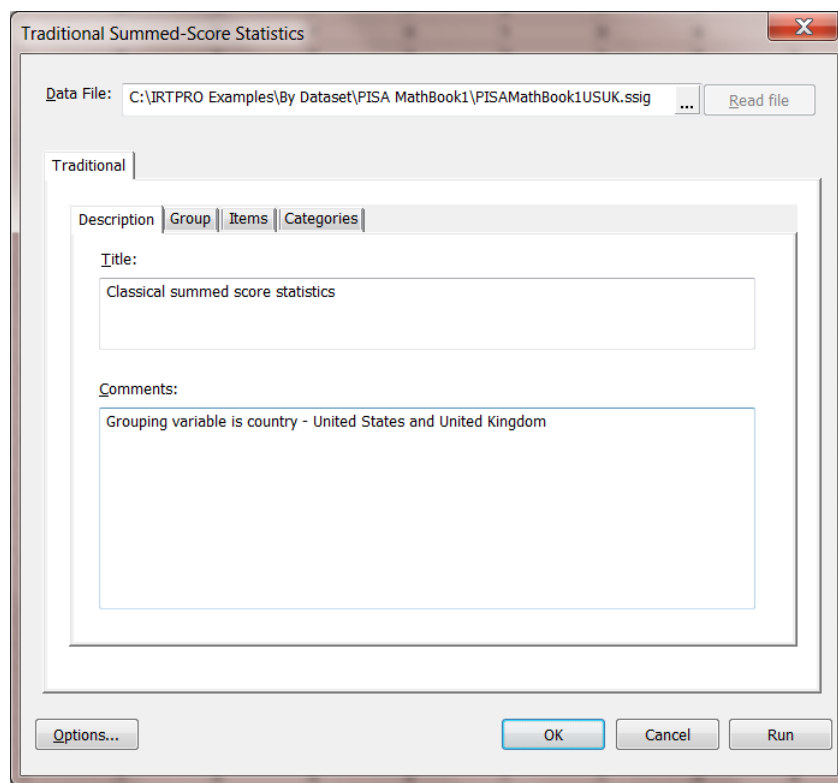 Traditional Summed-Score Statistics
X
Data File: C:\IRTPRO Examples\By Dataset\PISA MathBook1\PISAMathBook1USUK.ssig ... Read file
Traditional
Description Group Items Categories
Title:
Classical summed score statistics
Comments:
Grouping variable is country - United States and United Kingdom
Options... OK Cancel Run